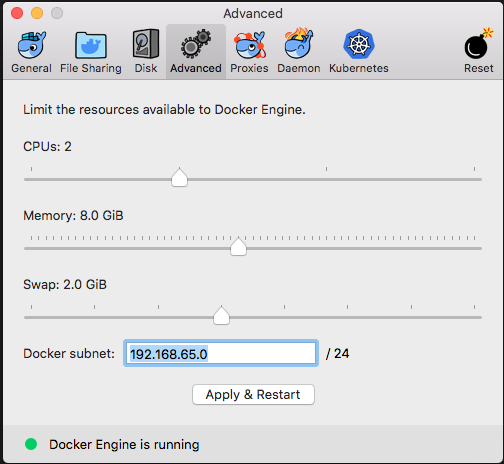 Advanced
General File Sharing Disk Advanced Proxies Daemon Kubernetes Reset
Limit the resources available to Docker Engine.
CPUs: 2
Memory: 8.0 GiB
Swap: 2.0 GiB
Docker subnet: 192.168.65.0 / 24
Apply & Restart
Docker Engine is running